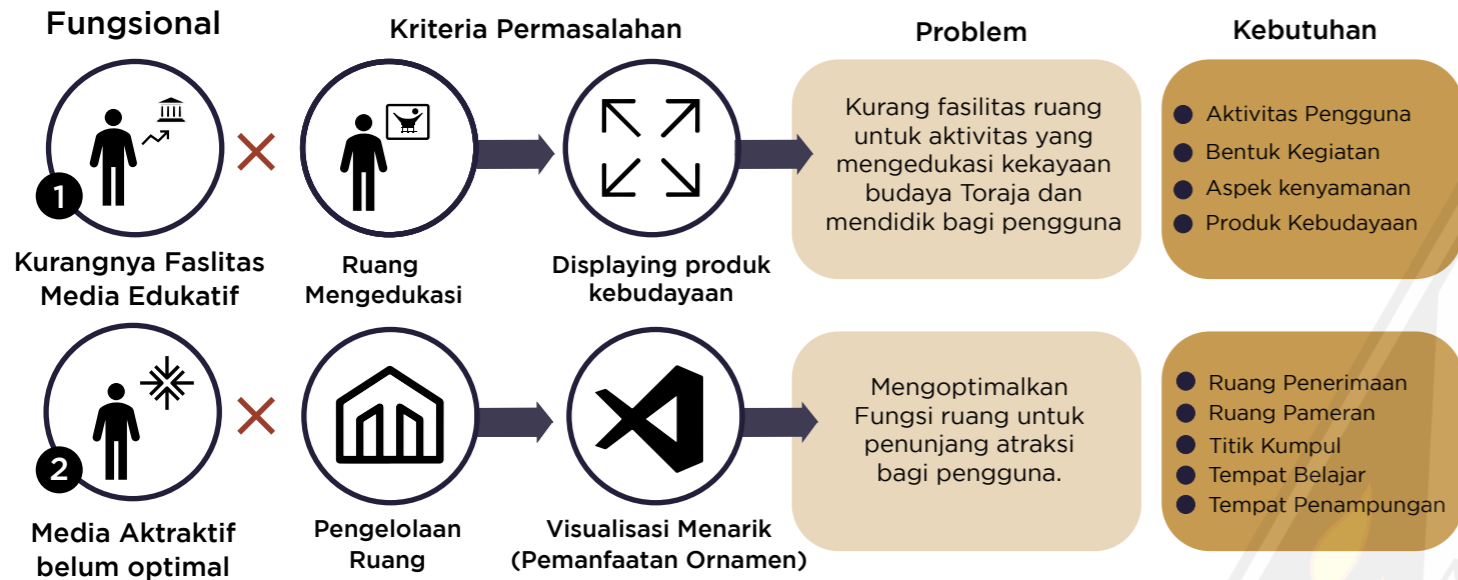 Fungsional
Kriteria Permasalahan
Problem
Kebutuhan
1
Kurangnya Faslitas
Media Edukatif
Ruang
Mengedukasi
Displaying produk
kebudayaan
Kurang fasilitas ruang
untuk aktivitas yang
mengedukasi kekayaan
budaya Toraja dan
mendidik bagi pengguna
Aktivitas Pengguna
Bentuk Kegiatan
Aspek kenyamanan
Produk Kebudayaan
2
Media Aktraktif
belum optimal
Pengelolaan
Ruang
Visualisasi Menarik
(Pemanfaatan Ornamen)
Mengoptimalkan
Fungsi ruang untuk
penunjang atraksi
bagi pengguna.
Ruang Penerimaan
Ruang Pameran
Titik Kumpul
Tempat Belajar
Tempat Penampungan